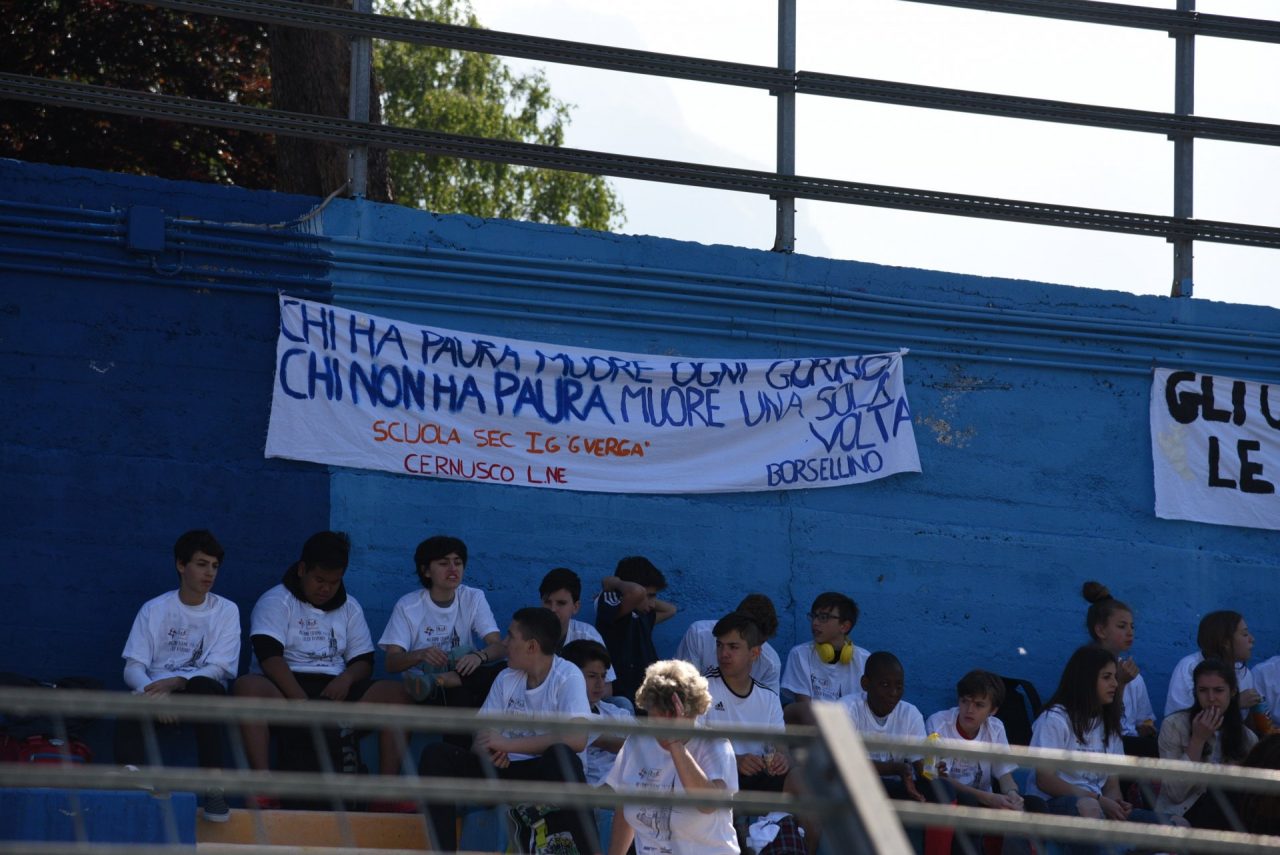 CHI HA PAURA MUORE OGNI GIORNO
CHI NON HA PAURA MUORE UNA SOLA
VOLTA
SCUOLA SEC IG "G VERGA"
CERNUSCO L.NE
BORSELLINO
GLI
LE